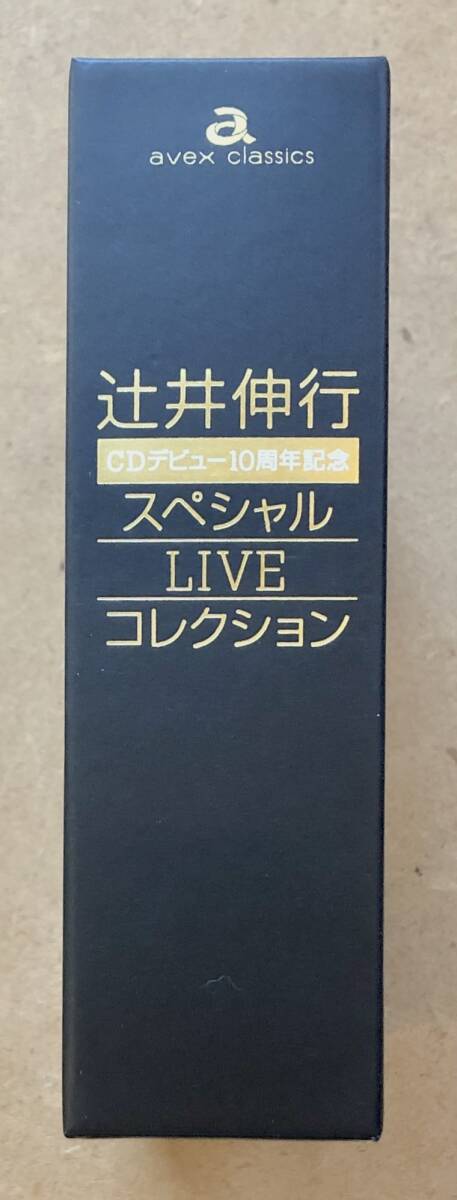 a
avex classics
辻井伸行
CDデビュー10周年記念
スペシャル
LIVE
コレクション